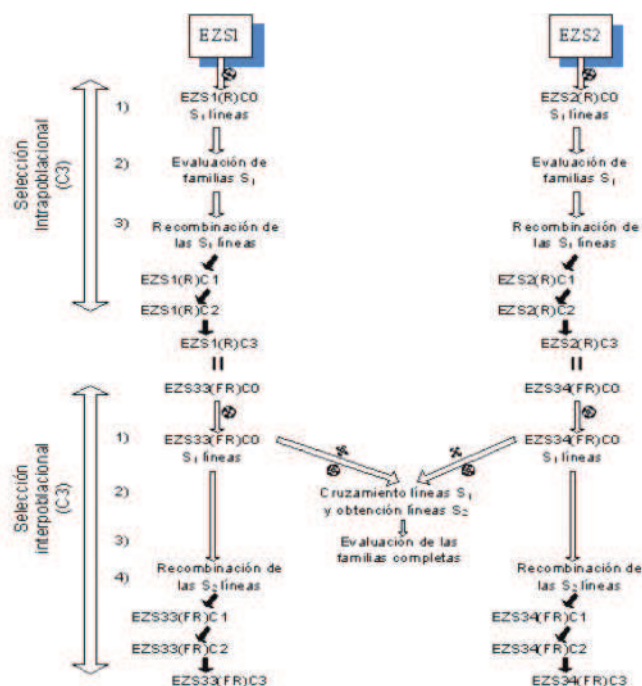 EZS1
EZS2
Selección
Intrapoblacional
(C3)
1)
EZS1(R)C0
S₁ líneas
EZS2(R)C0
S₁ líneas
2)
Evaluación de
familias S₁
Evaluación de
familias S₁
3)
Recombinación de
las S₁ líneas
Recombinación de
las S₁ líneas
EZS1(R)C1
EZS2(R)C1
EZS1(R)C2
EZS2(R)C2
EZS1(R)C3
EZS2(R)C3
EZS33(FR)C0
EZS34(FR)C0
Selección
interpoblacional
(C3)
1)
EZS33(FR)C0
S₁ líneas
EZS34(FR)C0
S₁ líneas
2)
Cruzamiento líneas S₁
y obtención líneas S₂
3)
Evaluación de las
familias completas
4)
Recombinación de
las S₂ líneas
Recombinación de
las S₂ líneas
EZS33(FR)C1
EZS34(FR)C1
EZS33(FR)C2
EZS34(FR)C2
EZS33(FR)C3
EZS34(FR)C3